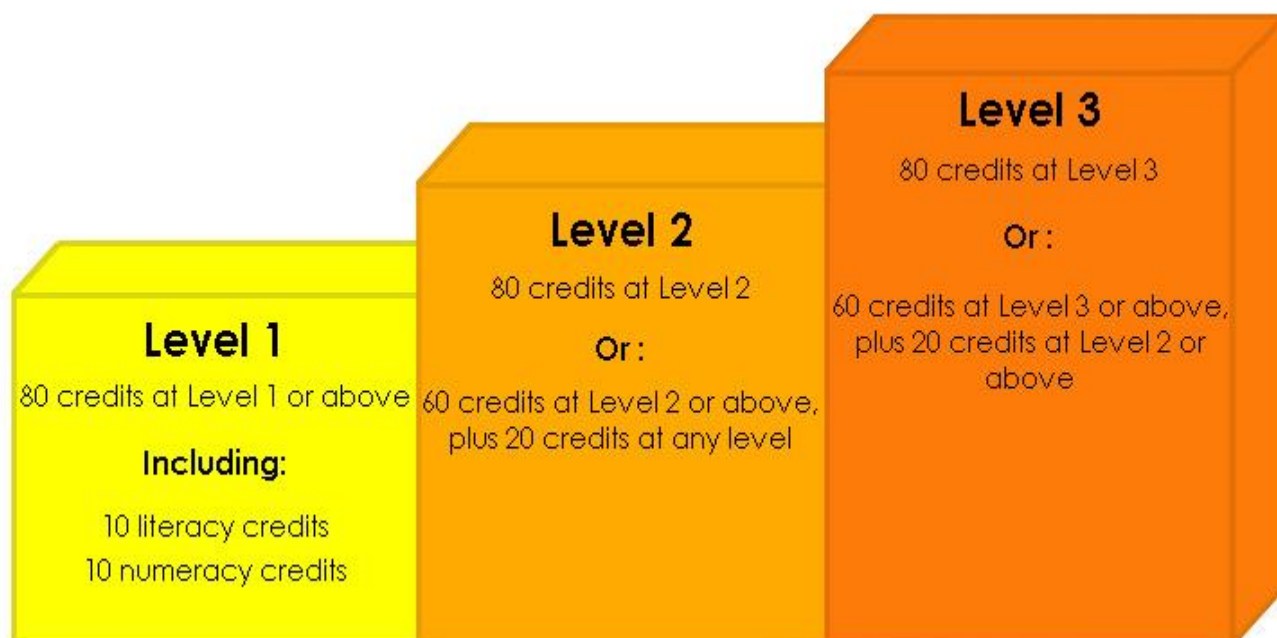 Level 1
80 credits at Level 1 or above
Including:
10 literacy credits
10 numeracy credits
Level 2
80 credits at Level 2
Or :
60 credits at Level 2 or above,
plus 20 credits at any level
Level 3
80 credits at Level 3
Or :
60 credits at Level 3 or above,
plus 20 credits at Level 2 or
above